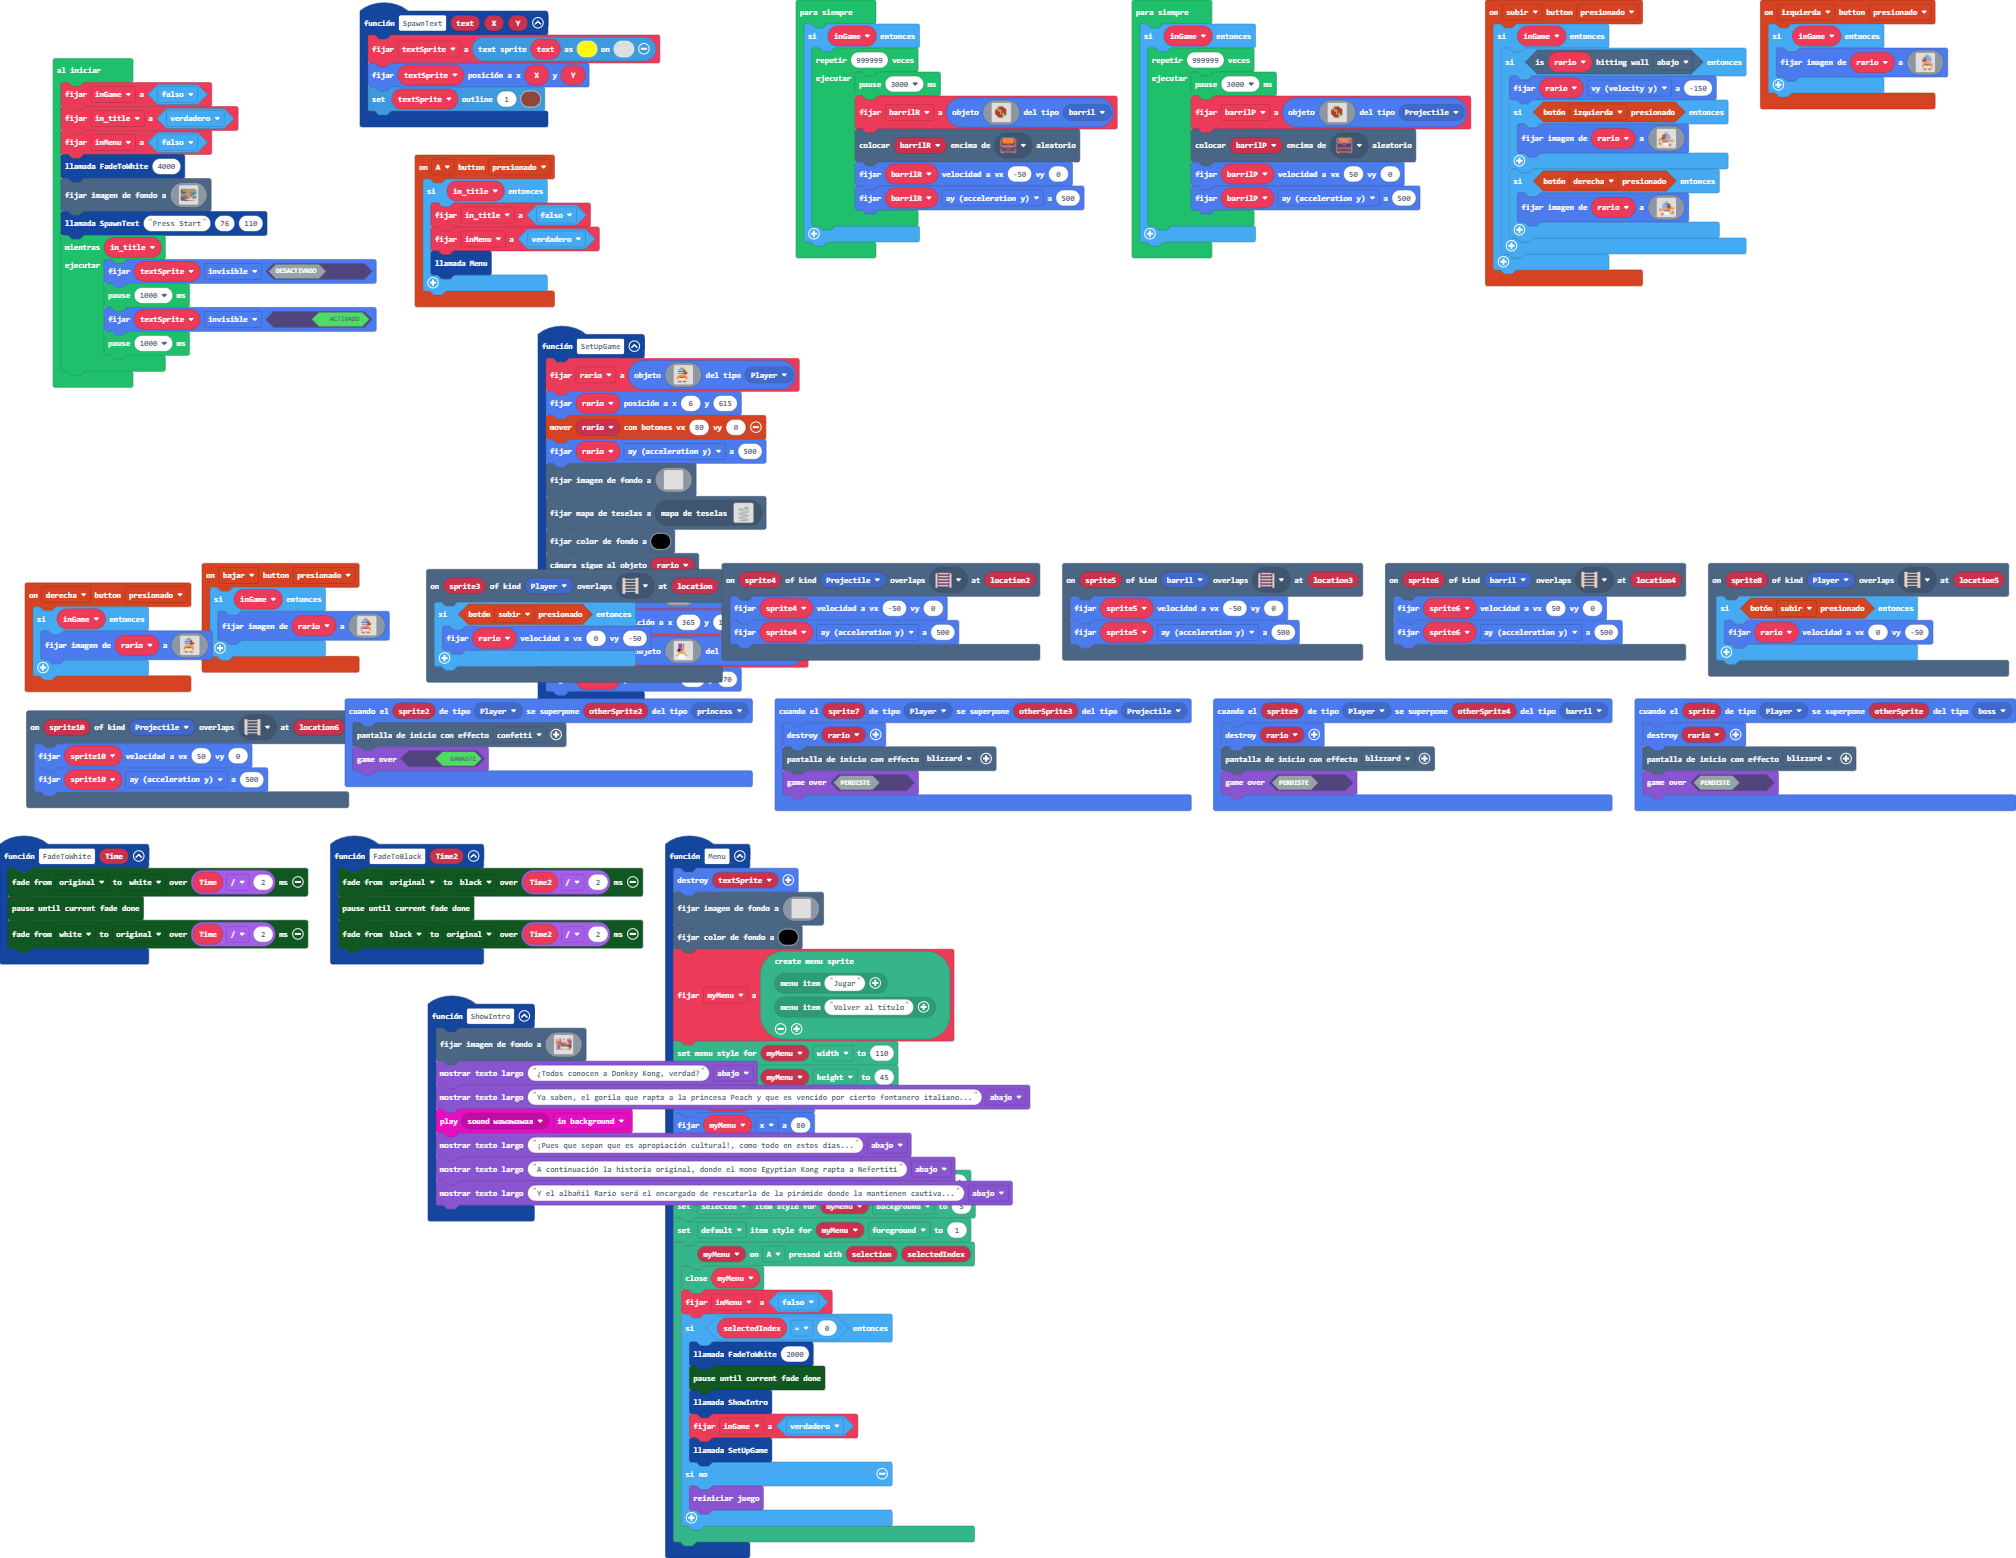 función SpawnText text X Y
fijar textSprite a text sprite text as on
fijar textSprite posición a x X y Y
set textSprite outline 1
al iniciar
fijar inGame a falso
fijar in_title a verdadero
fijar inMenu a falso
llamada FadeToWhite 4000
fijar imagen de fondo a
llamada SpawnText "Press Start" 76 110
mientras in_title
ejecutar fijar textSprite invisible DESACTIVADO
pause 1000 ms
fijar textSprite invisible ACTIVADO
pause 1000 ms
on A button presionado
si in_title entonces
fijar in_title a falso
fijar inMenu a verdadero
llamada Menu
para siempre
si inGame entonces
repetir 999999 veces
ejecutar pause 3000 ms
fijar barrilR a objeto del tipo barril
colocar barrilR encima de aleatorio
fijar barrilR velocidad a vx -50 vy 0
fijar barrilR ay (acceleration y) a 500
para siempre
si inGame entonces
repetir 999999 veces
ejecutar pause 3000 ms
fijar barrilP a objeto del tipo Projectile
colocar barrilP encima de aleatorio
fijar barrilP velocidad a vx 50 vy 0
fijar barrilP ay (acceleration y) a 500
on subir button presionado
si inGame entonces
si is rario hitting wall abajo entonces
fijar rario vy (velocity y) a -150
si botón izquierda presionado entonces
fijar imagen de rario a
si botón derecha presionado entonces
fijar imagen de rario a
on izquierda button presionado
si inGame entonces
fijar imagen de rario a
función SetUpGame
fijar rario a objeto del tipo Player
fijar rario posición a x 6 y 615
mover rario con botones vx 80 vy 0
fijar rario ay (acceleration y) a 500
fijar imagen de fondo a
fijar mapa de teselas a mapa de teselas
fijar color de fondo a
cámara sigue al objeto rario
ción a x 365 y
bjeto del
70
on derecha button presionado
si inGame entonces
fijar imagen de rario a
on bajar button presionado
si inGame entonces
fijar imagen de rario a
on sprite3 of kind Player overlaps at location
si botón subir presionado entonces
fijar rario velocidad a vx 0 vy -50
on sprite4 of kind Projectile overlaps at location2
fijar sprite4 velocidad a vx -50 vy 0
fijar sprite4 ay (acceleration y) a 500
on sprite5 of kind barril overlaps at location3
fijar sprite5 velocidad a vx -50 vy 0
fijar sprite5 ay (acceleration y) a 500
on sprite6 of kind barril overlaps at location4
fijar sprite6 velocidad a vx 50 vy 0
fijar sprite6 ay (acceleration y) a 500
on sprite8 of kind Player overlaps at location5
si botón subir presionado entonces
fijar rario velocidad a vx 0 vy -50
on sprite10 of kind Projectile overlaps at location6
fijar sprite10 velocidad a vx 50 vy 0
fijar sprite10 ay (acceleration y) a 500
cuando el sprite2 de tipo Player se superpone otherSprite2 del tipo princess
pantalla de inicio con effecto confetti
game over GANASTE
cuando el sprite7 de tipo Player se superpone otherSprite3 del tipo Projectile
destroy rario
pantalla de inicio con effecto blizzard
game over PERDISTE
cuando el sprite9 de tipo Player se superpone otherSprite4 del tipo barril
destroy rario
pantalla de inicio con effecto blizzard
game over PERDISTE
cuando el sprite de tipo Player se superpone otherSprite del tipo boss
destroy rario
pantalla de inicio con effecto blizzard
game over PERDISTE
función FadeToWhite Time
fade from original to white over Time / 2 ms
pause until current fade done
fade from white to original over Time / 2 ms
función FadeToBlack Time2
fade from original to black over Time2 / 2 ms
pause until current fade done
fade from black to original over Time2 / 2 ms
función Menu
destroy textSprite
fijar imagen de fondo a
fijar color de fondo a
create menu sprite
menu item "Jugar"
fijar myMenu a
menu item "Volver al título"
set menu style for myMenu width to 110
myMenu height to 45
fijar myMenu x a 80
set selected item style for myMenu background to 5
set default item style for myMenu foreground to 1
myMenu on A pressed with selection selectedIndex
close myMenu
fijar inMenu a falso
si selectedIndex = 0 entonces
llamada FadeToWhite 2000
pause until current fade done
llamada ShowIntro
fijar inGame a verdadero
llamada SetUpGame
si no
reiniciar juego
función ShowIntro
fijar imagen de fondo a
mostrar texto largo "¿Todos conocen a Donkey Kong, verdad?" abajo
mostrar texto largo "Ya saben, el gorila que rapta a la princesa Peach y que es vencido por cierto fontanero italiano..." abajo
play sound wawawawaa in background
mostrar texto largo "¡Pues que sepan que es apropiación cultural!, como todo en estos días..." abajo
mostrar texto largo "A continuación la historia original, donde el mono Egyptian Kong rapta a Nefertiti" abajo
mostrar texto largo "Y el albañil Rario será el encargado de rescatarla de la pirámide donde la mantienen cautiva..." abajo